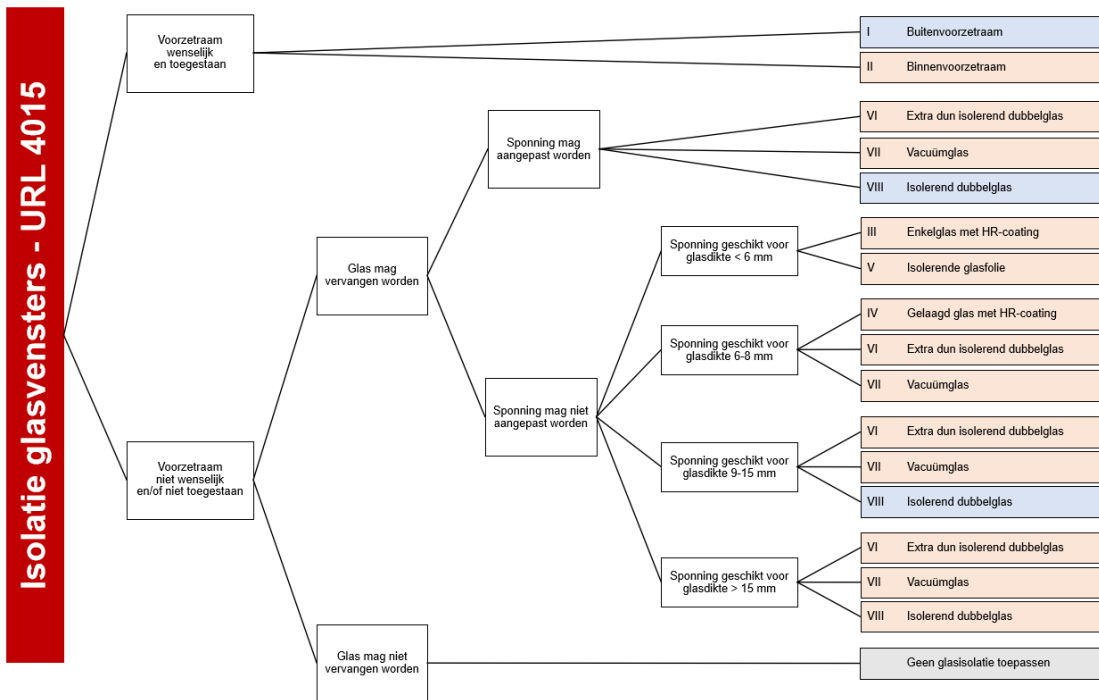 Isolatie glasvensters - URL 4015
Voorzetraam
wenselijk
en toegestaan
I Buitenvoorzetraam
II Binnenvoorzetraam
Sponning mag
aangepast worden
VI Extra dun isolerend dubbelglas
VII Vacuümglas
VIII Isolerend dubbelglas
Glas mag
vervangen worden
Sponning geschikt voor
glasdikte < 6 mm
III Enkelglas met HR-coating
V Isolerende glasfolie
Sponning geschikt voor
glasdikte 6-8 mm
IV Gelaagd glas met HR-coating
VI Extra dun isolerend dubbelglas
VII Vacuümglas
Sponning mag niet
aangepast worden
Voorzetraam
niet wenselijk
en/of niet toegestaan
Sponning geschikt voor
glasdikte 9-15 mm
VI Extra dun isolerend dubbelglas
VII Vacuümglas
VIII Isolerend dubbelglas
Sponning geschikt voor
glasdikte > 15 mm
VI Extra dun isolerend dubbelglas
VII Vacuümglas
VIII Isolerend dubbelglas
Glas mag niet
vervangen worden
Geen glasisolatie toepassen